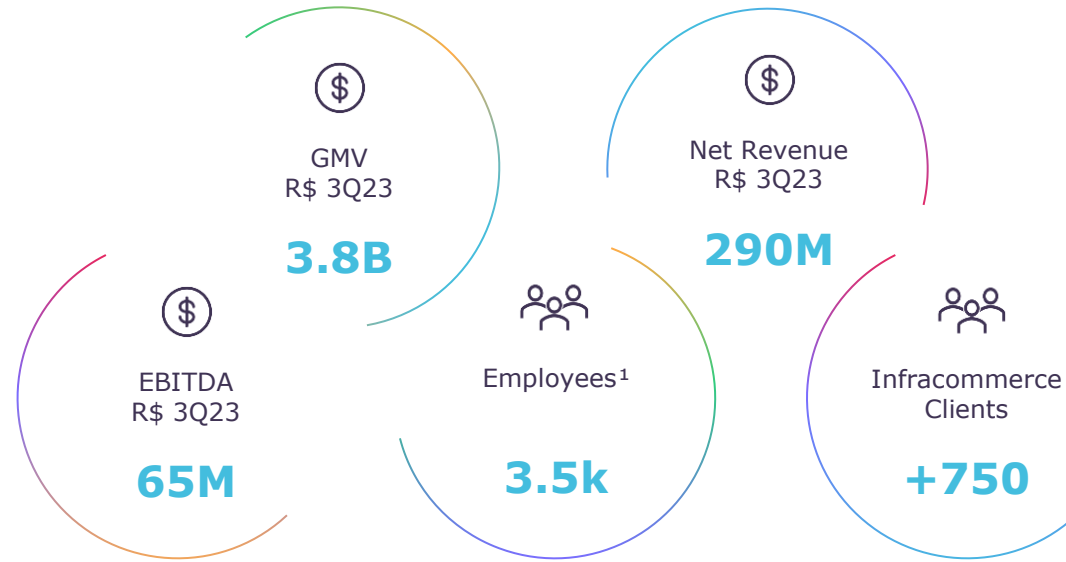 GMV
R$ 3Q23
3.8B
Net Revenue
R$ 3Q23
290M
EBITDA
R$ 3Q23
65M
Employees¹
3.5k
Infracommerce
Clients
+750